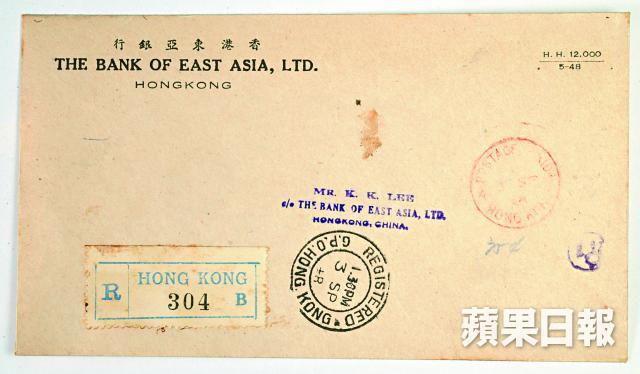 行銀亞東港香
THE BANK OF EAST ASIA, LTD.
HONGKONG
H. H. 12,000
5-48
MR. K. K. LEE
c/o THE BANK OF EAST ASIA, LTD.
HONGKONG, CHINA.
POSTAGE PAID
HONG KONG
R
HONG KONG
304
B
REGISTERED
G.P.O. HONG KONG
1.30PM
3 SP
48
蘋果日報